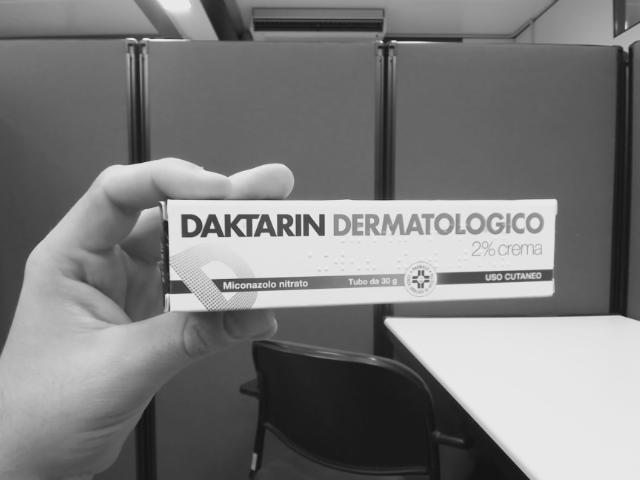 DAKTARIN DERMATOLOGICO
2% crema
Miconazolo nitrato Tubo da 30 g USO CUTANEO